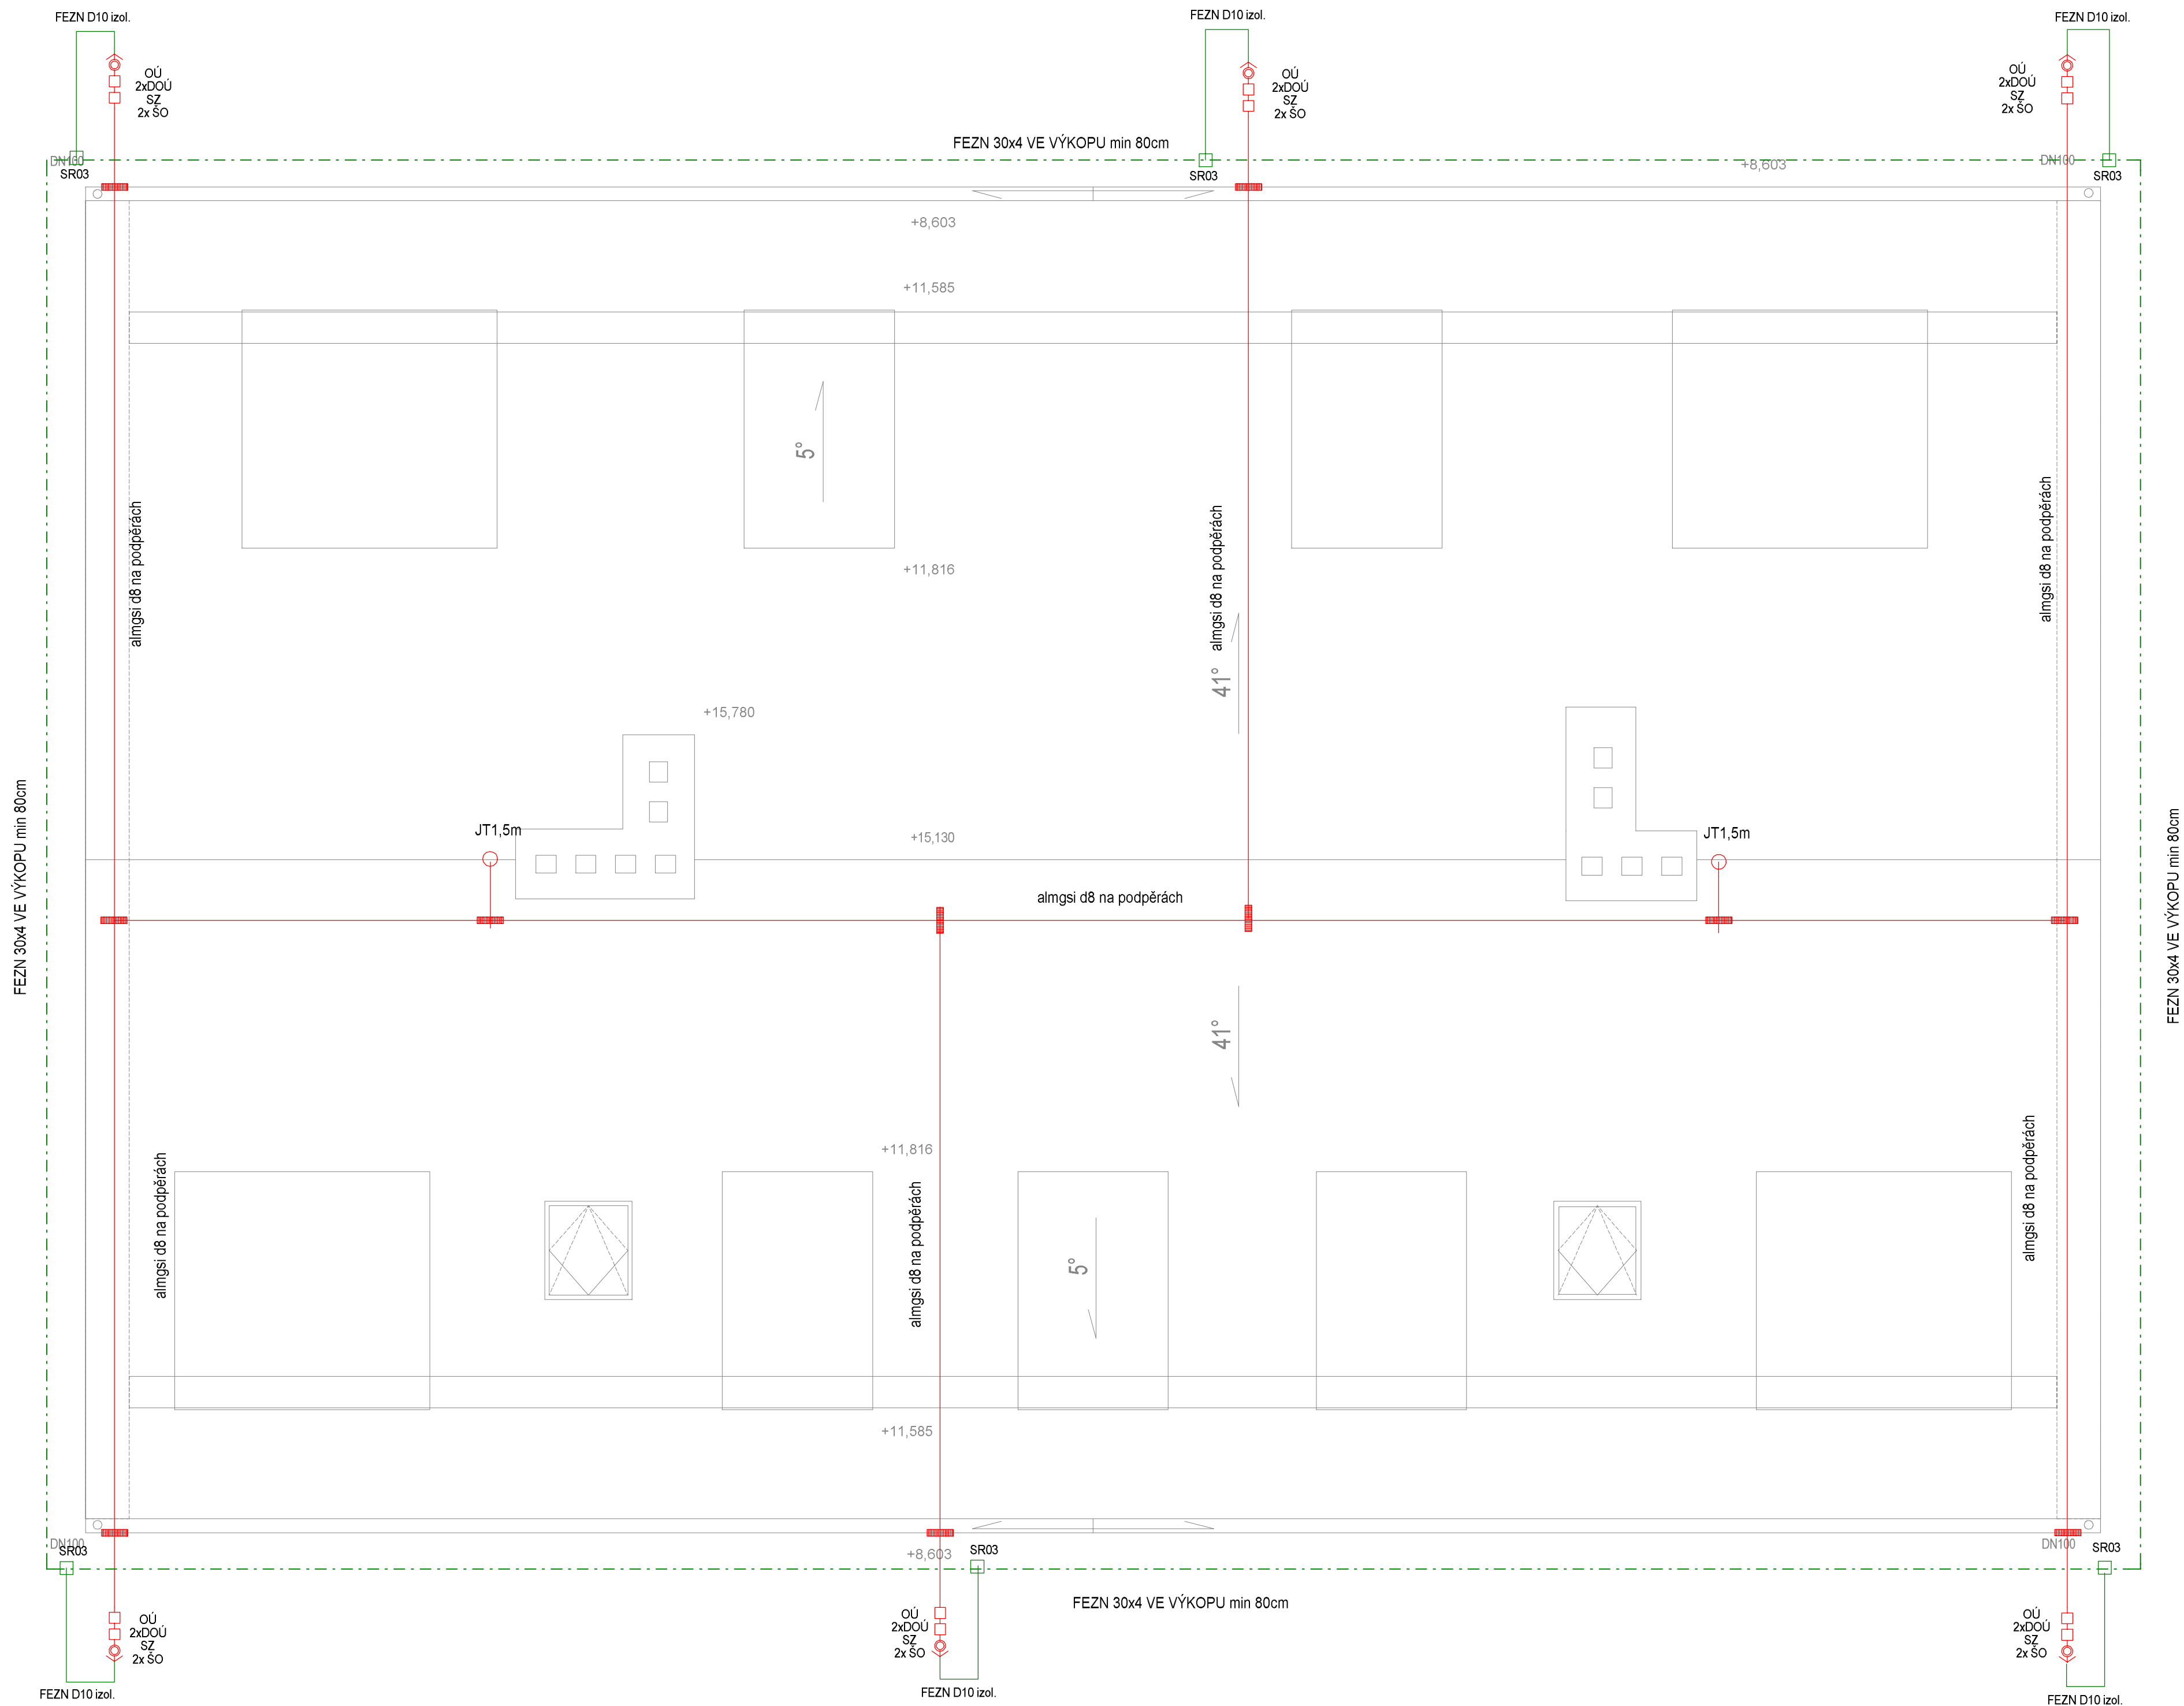 FEZN D10 izol.
FEZN D10 izol.
FEZN D10 izol.
OÚ
2xDOÚ
SZ
2x ŠO
OÚ
2xDOÚ
SZ
2x ŠO
OÚ
2xDOÚ
SZ
2x ŠO
FEZN 30x4 VE VÝKOPU min 80cm
DN100
SR03
SR03
+8,603
DN100
SR03
+8,603
+11,585
5°
almgsi d8 na podpěrách
almgsi d8 na podpěrách
almgsi d8 na podpěrách
+11,816
41°
+15,780
JT1,5m
+15,130
JT1,5m
FEZN 30x4 VE VÝKOPU min 80cm
almgsi d8 na podpěrách
FEZN 30x4 VE VÝKOPU min 80cm
41°
+11,816
almgsi d8 na podpěrách
almgsi d8 na podpěrách
5°
almgsi d8 na podpěrách
+11,585
DN100
SR03
+8,603
SR03
DN100
SR03
FEZN 30x4 VE VÝKOPU min 80cm
OÚ
2xDOÚ
SZ
2x ŠO
OÚ
2xDOÚ
SZ
2x ŠO
OÚ
2xDOÚ
SZ
2x ŠO
FEZN D10 izol.
FEZN D10 izol.
FEZN D10 izol.